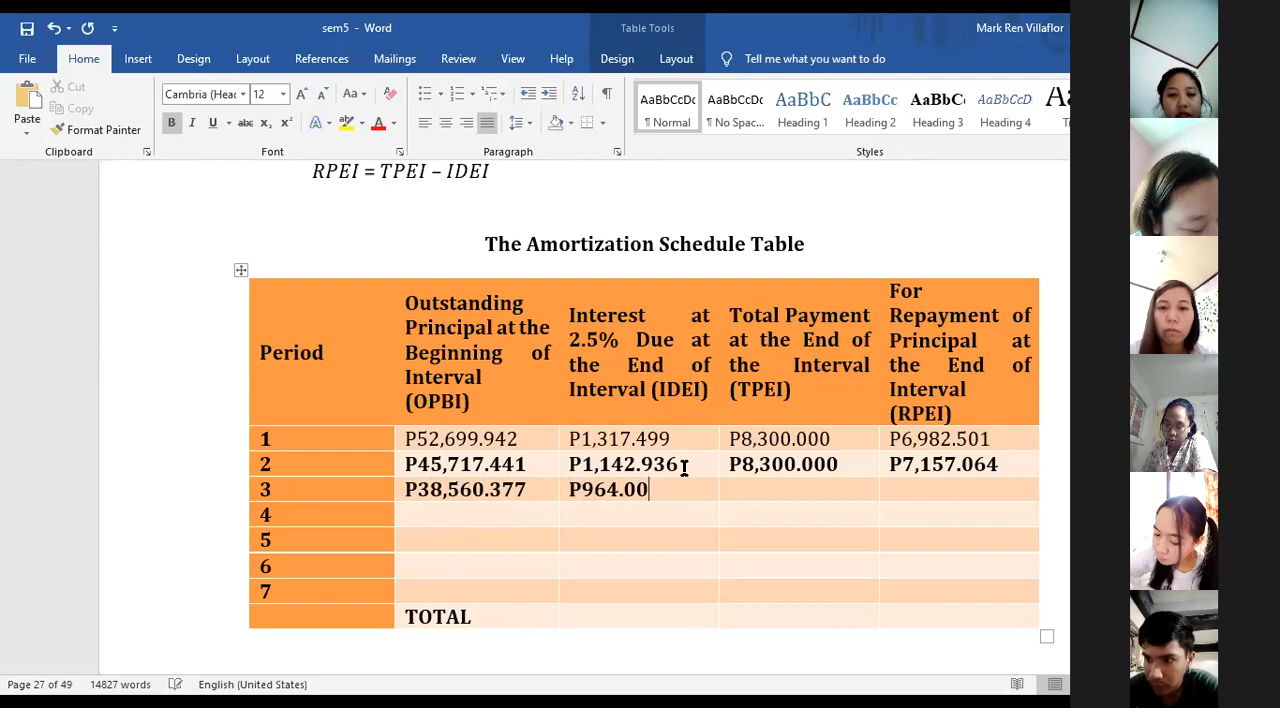 sem5 - Word
Table Tools
Mark Ren Villaflor
File
Home
Insert
Design
Layout
References
Mailings
Review
View
Help
Design
Layout
Tell me what you want to do
Paste
Cut
Copy
Format Painter
Clipboard
Cambria (Head
12
Aa
Font
Paragraph
AaBbCcDc
¶ Normal
AaBbCcDc
¶ No Spac...
AaBbC
Heading 1
AaBbCc
Heading 2
AaBbCc
Heading 3
AaBbCcD
Heading 4
Styles
RPEI = TPEI – IDEI
The Amortization Schedule Table
Period
Outstanding
Principal at the
Beginning of
Interval
(OPBI)
Interest at
2.5% Due at
the End of
Interval (IDEI)
Total Payment
at the End of
the Interval
(TPEI)
For
Repayment of
Principal at
the End of
Interval
(RPEI)
1 P52,699.942 P1,317.499 P8,300.000 P6,982.501
2 P45,717.441 P1,142.936 P8,300.000 P7,157.064
3 P38,560.377 P964.00
4
5
6
7
TOTAL
Page 27 of 49
14827 words
English (United States)